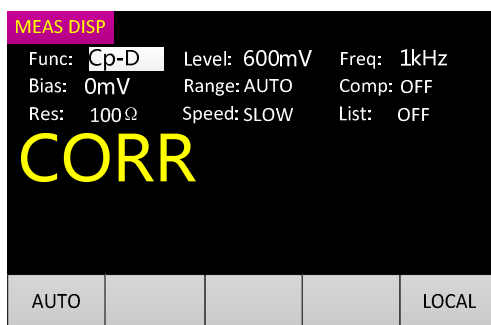 MEAS DISP
Func: Cp-D Level: 600mV Freq: 1kHz
Bias: 0mV Range: AUTO Comp: OFF
Res: 100Ω Speed: SLOW List: OFF
CORR
AUTO LOCAL